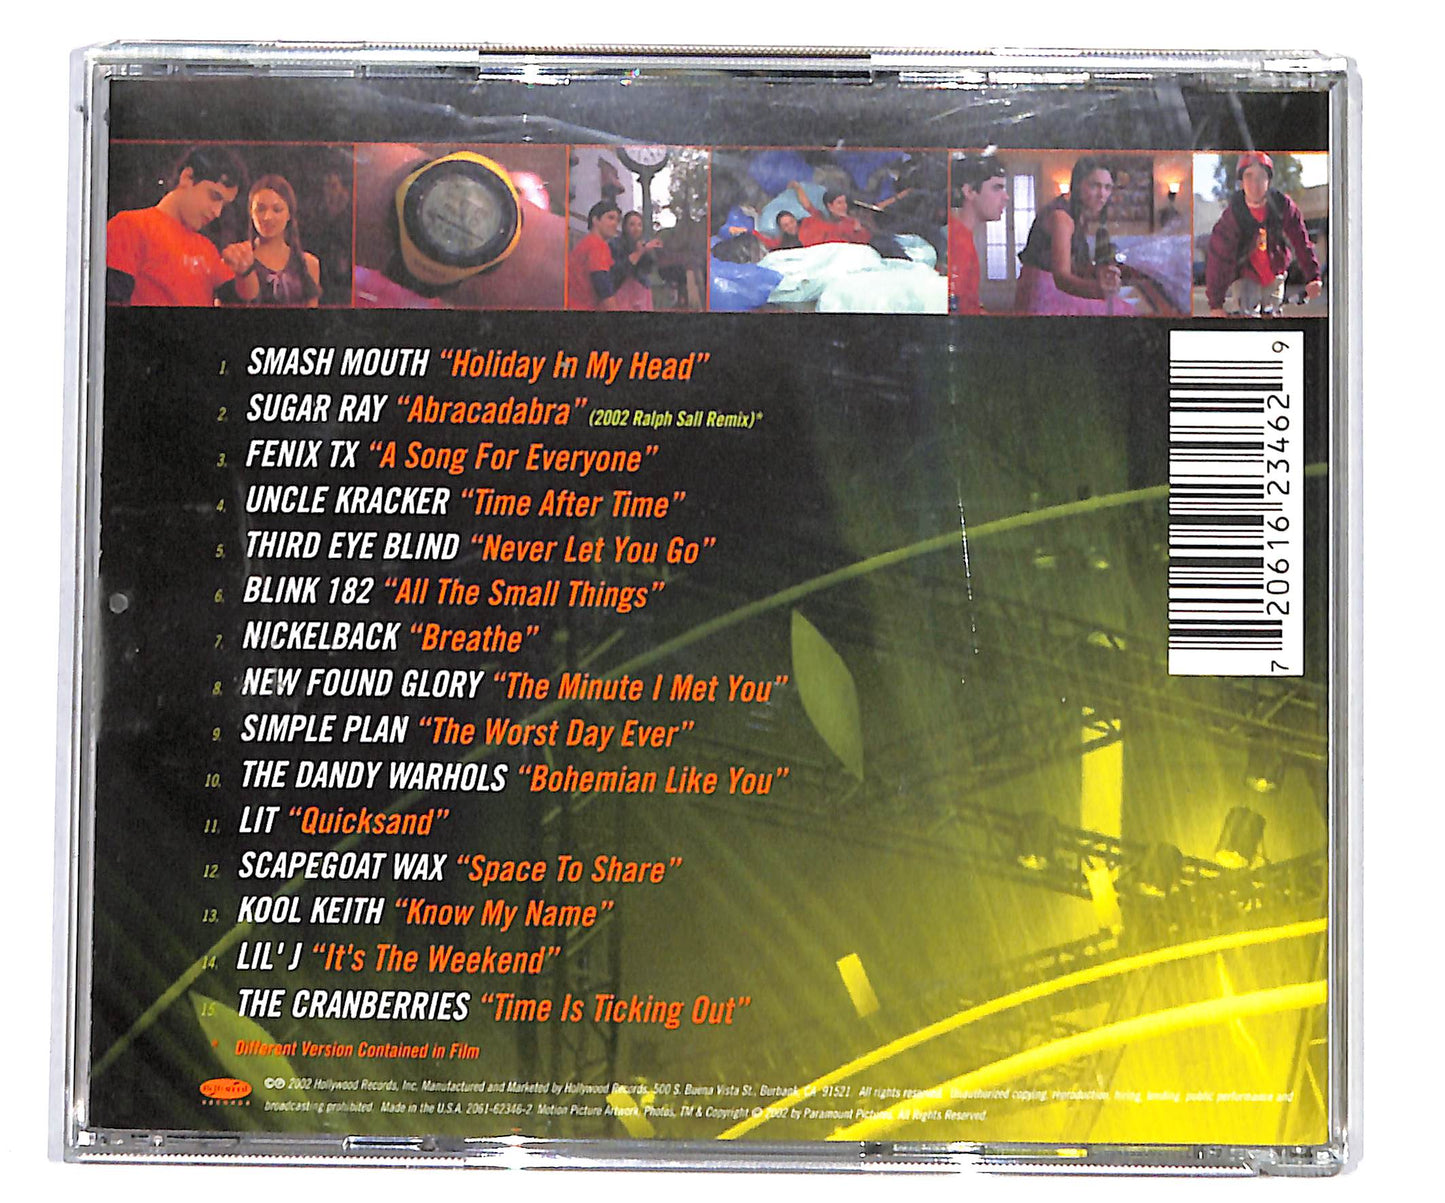 1. SMASH MOUTH “Holiday In My Head”
2. SUGAR RAY “Abracadabra” (2002 Ralph Sall Remix)*
3. FENIX TX “A Song For Everyone”
4. UNCLE KRACKER “Time After Time”
5. THIRD EYE BLIND “Never Let You Go”
6. BLINK 182 “All The Small Things”
7. NICKELBACK “Breathe”
8. NEW FOUND GLORY “The Minute I Met You”
9. SIMPLE PLAN “The Worst Day Ever”
10. THE DANDY WARHOLS “Bohemian Like You”
11. LIT “Quicksand”
12. SCAPEGOAT WAX “Space To Share”
13. KOOL KEITH “Know My Name”
14. LIL' J “It's The Weekend”
15. THE CRANBERRIES “Time Is Ticking Out”
* Different Version Contained in Film
Hollywood
RECORDS
©℗ 2002 Hollywood Records, Inc. Manufactured and Marketed by Hollywood Records, 500 S. Buena Vista St., Burbank, CA 91521. All rights reserved. Unauthorized copying, reproduction, hiring, lending, public performance and
broadcasting prohibited. Made in the U.S.A. 2061-62346-2 Motion Picture Artwork, Photos, TM & Copyright © 2002 by Paramount Pictures. All Rights Reserved.
7 20616 23462 9